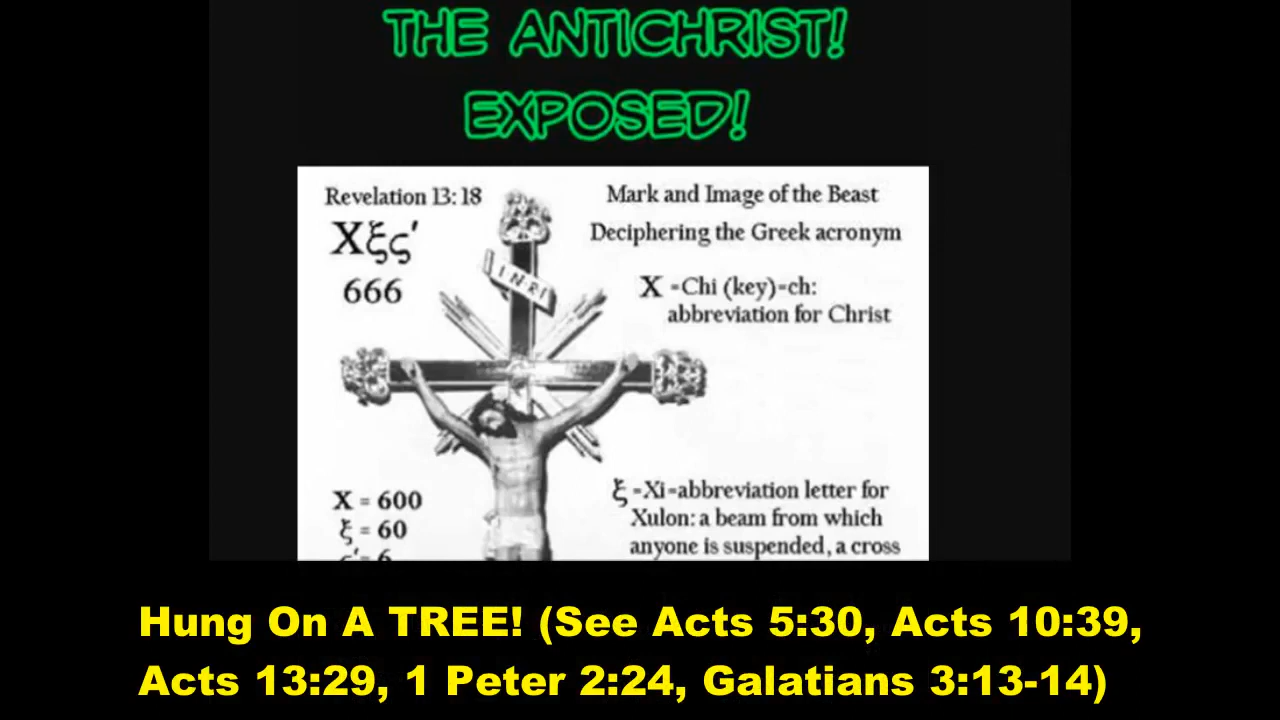 THE ANTICHRIST!
EXPOSED!
Revelation 13:18
Χξς′
666
Mark and Image of the Beast
Deciphering the Greek acronym
X =Chi (key)=ch:
abbreviation for Christ
I N R I
X = 600
ξ = 60
ς′= 6
ξ =Xi=abbreviation letter for
Xulon: a beam from which
anyone is suspended, a cross
Hung On A TREE! (See Acts 5:30, Acts 10:39,
Acts 13:29, 1 Peter 2:24, Galatians 3:13-14)